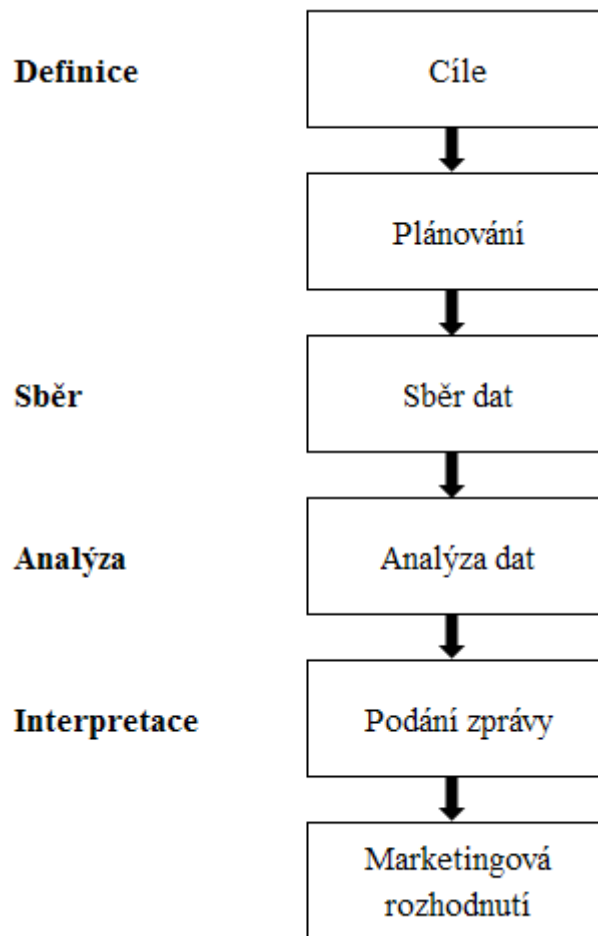 Definice
Cíle
Plánování
Sběr
Sběr dat
Analýza
Analýza dat
Interpretace
Podání zprávy
Marketingová
rozhodnutí